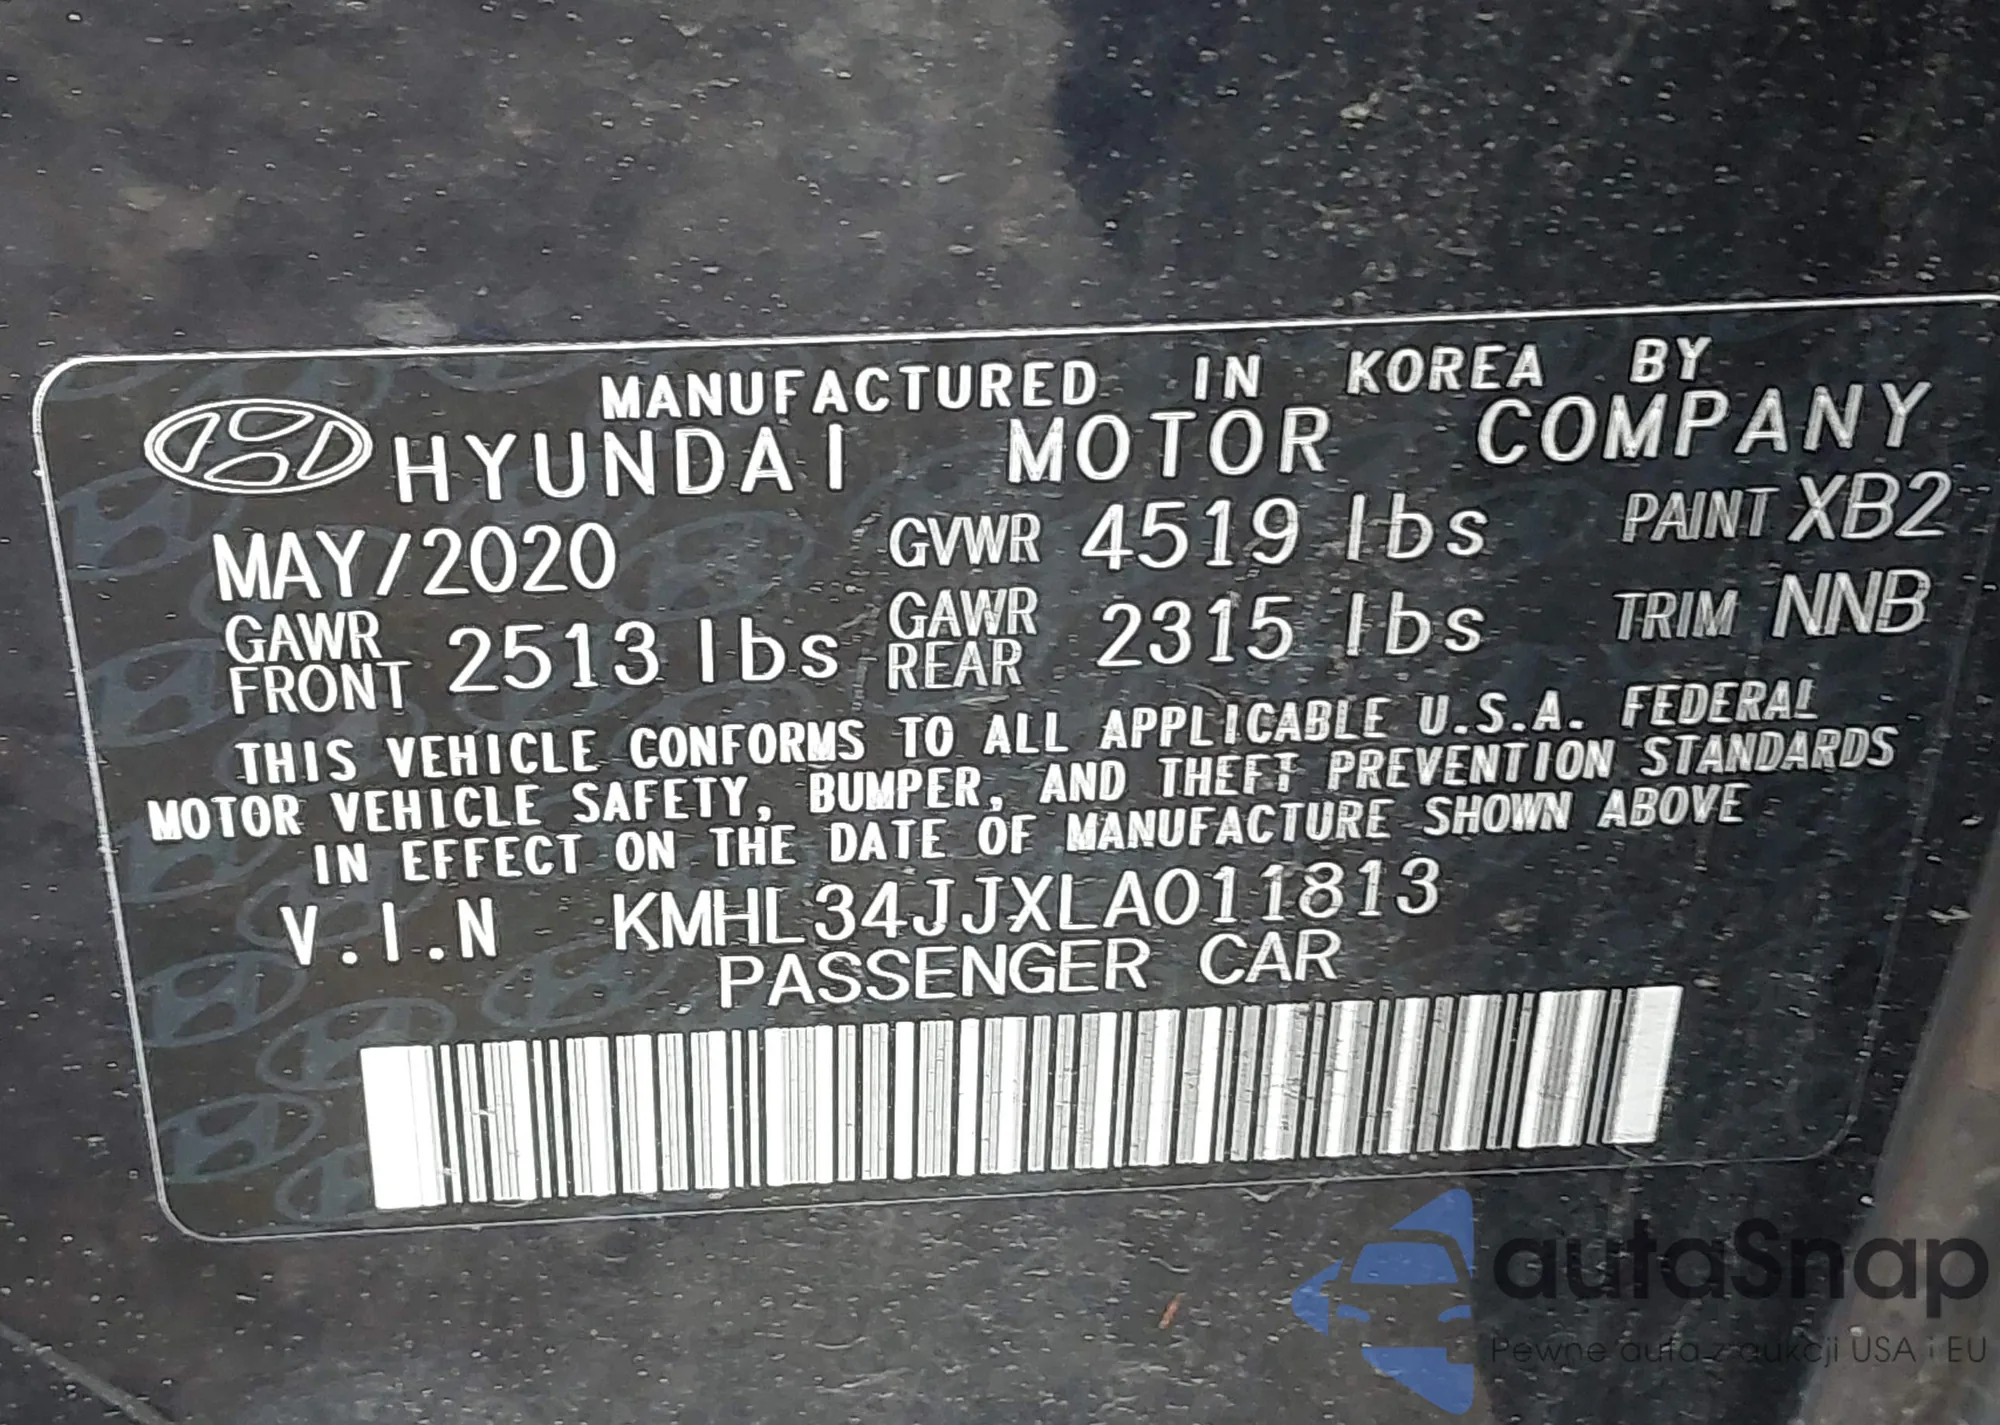 MANUFACTURED IN KOREA BY
HYUNDAI MOTOR COMPANY
MAY/2020 GVWR 4519 lbs PAINT XB2
GAWR FRONT 2513 lbs GAWR REAR 2315 lbs TRIM NNB
THIS VEHICLE CONFORMS TO ALL APPLICABLE U.S.A. FEDERAL
MOTOR VEHICLE SAFETY, BUMPER, AND THEFT PREVENTION STANDARDS
IN EFFECT ON THE DATE OF MANUFACTURE SHOWN ABOVE
V.I.N KMHL34JJXLA011813
PASSENGER CAR
autaSnap
Pewne auta z aukcji USA i EU